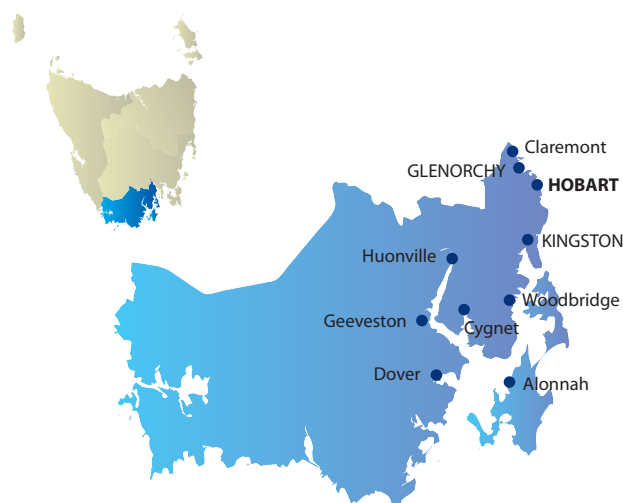 Claremont
GLENORCHY
HOBART
KINGSTON
Huonville
Woodbridge
Geeveston
Cygnet
Dover
Alonnah